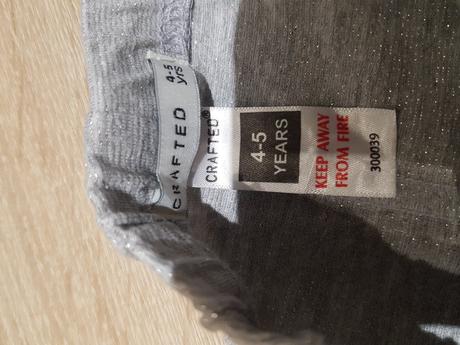 CRAFTED
4-5
yrs
CRAFTED®
4-5
YEARS
KEEP AWAY
FROM FIRE
300039